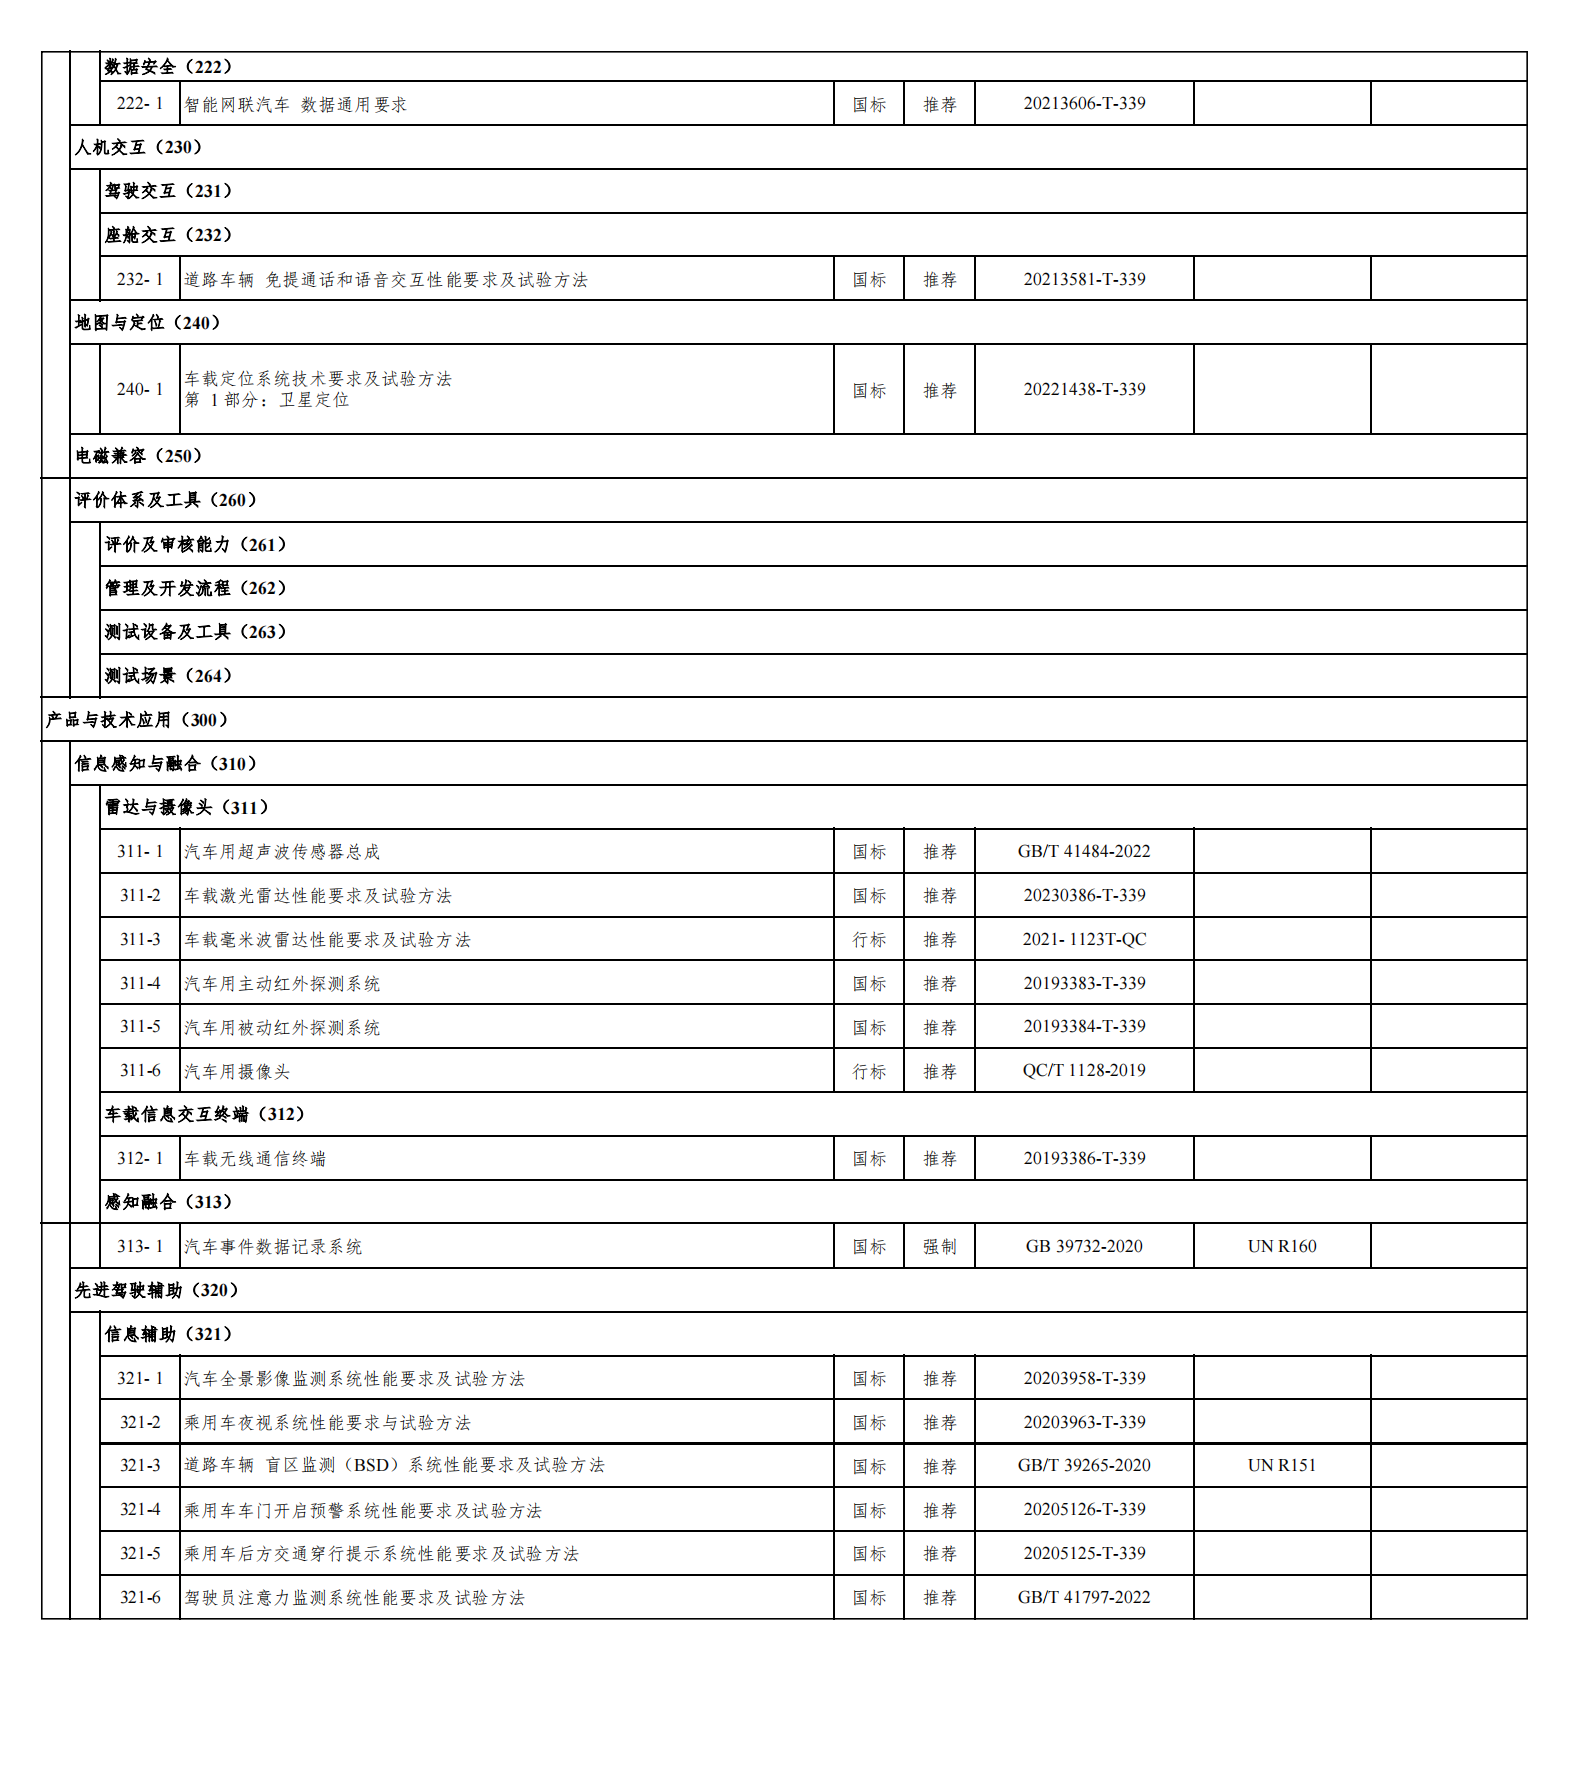 数据安全（222）
222- 1 智能网联汽车 数据通用要求 国标 推荐 20213606-T-339
人机交互（230）
驾驶交互（231）
座舱交互（232）
232- 1 道路车辆 免提通话和语音交互性能要求及试验方法 国标 推荐 20213581-T-339
地图与定位（240）
240- 1 车载定位系统技术要求及试验方法
第 1 部分：卫星定位 国标 推荐 20221438-T-339
电磁兼容（250）
评价体系及工具（260）
评价及审核能力（261）
管理及开发流程（262）
测试设备及工具（263）
测试场景（264）
产品与技术应用（300）
信息感知与融合（310）
雷达与摄像头（311）
311- 1 汽车用超声波传感器总成 国标 推荐 GB/T 41484-2022
311-2 车载激光雷达性能要求及试验方法 国标 推荐 20230386-T-339
311-3 车载毫米波雷达性能要求及试验方法 行标 推荐 2021- 1123T-QC
311-4 汽车用主动红外探测系统 国标 推荐 20193383-T-339
311-5 汽车用被动红外探测系统 国标 推荐 20193384-T-339
311-6 汽车用摄像头 行标 推荐 QC/T 1128-2019
车载信息交互终端（312）
312- 1 车载无线通信终端 国标 推荐 20193386-T-339
感知融合（313）
313- 1 汽车事件数据记录系统 国标 强制 GB 39732-2020 UN R160
先进驾驶辅助（320）
信息辅助（321）
321- 1 汽车全景影像监测系统性能要求及试验方法 国标 推荐 20203958-T-339
321-2 乘用车夜视系统性能要求与试验方法 国标 推荐 20203963-T-339
321-3 道路车辆 盲区监测（BSD）系统性能要求及试验方法 国标 推荐 GB/T 39265-2020 UN R151
321-4 乘用车车门开启预警系统性能要求及试验方法 国标 推荐 20205126-T-339
321-5 乘用车后方交通穿行提示系统性能要求及试验方法 国标 推荐 20205125-T-339
321-6 驾驶员注意力监测系统性能要求及试验方法 国标 推荐 GB/T 41797-2022